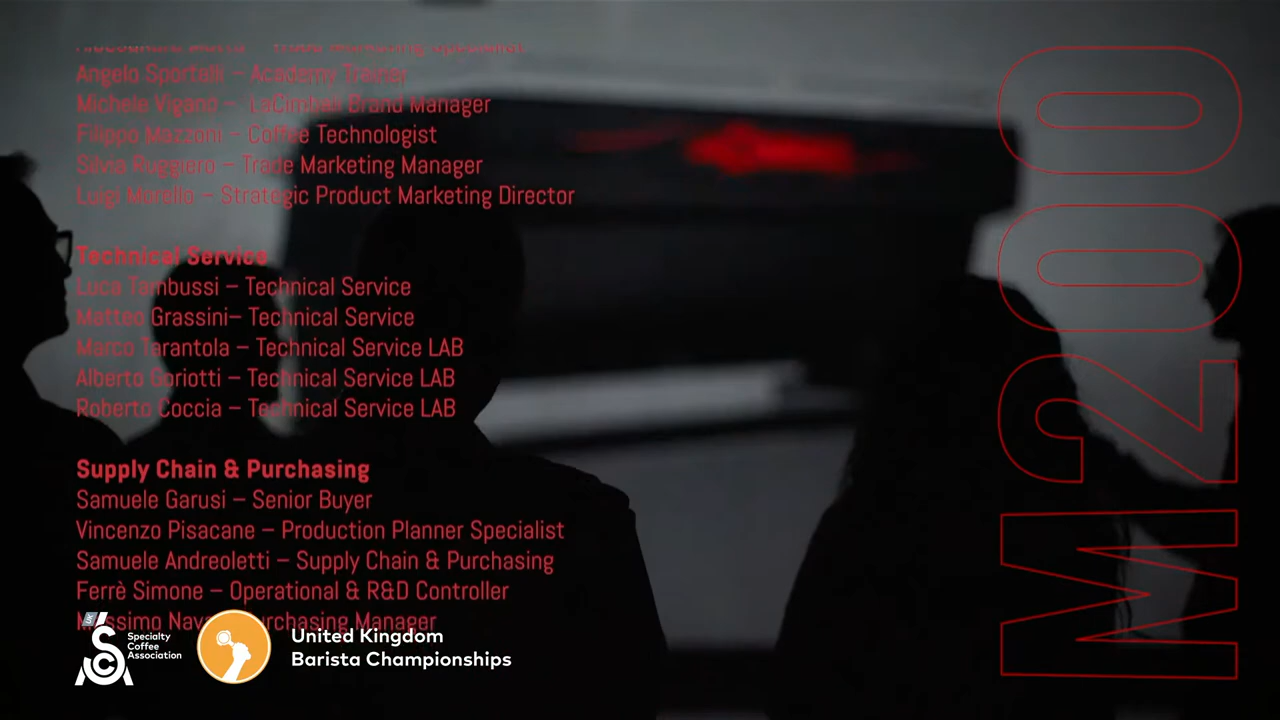 Angelo Sportelli – Academy Trainer
Michele Vigano – LaCimbali Brand Manager
Filippo Mazzoni – Coffee Technologist
Silvia Ruggiero – Trade Marketing Manager
Luigi Morello – Strategic Product Marketing Director
Technical Service
Luca Tambussi – Technical Service
Matteo Grassini– Technical Service
Marco Tarantola – Technical Service LAB
Alberto Goriotti – Technical Service LAB
Roberto Coccia – Technical Service LAB
Supply Chain & Purchasing
Samuele Garusi – Senior Buyer
Vincenzo Pisacane – Production Planner Specialist
Samuele Andreoletti – Supply Chain & Purchasing
Ferrè Simone – Operational & R&D Controller
Purchasing Manager
UK
SCA
Specialty
Coffee
Association
United Kingdom
Barista Championships
M200